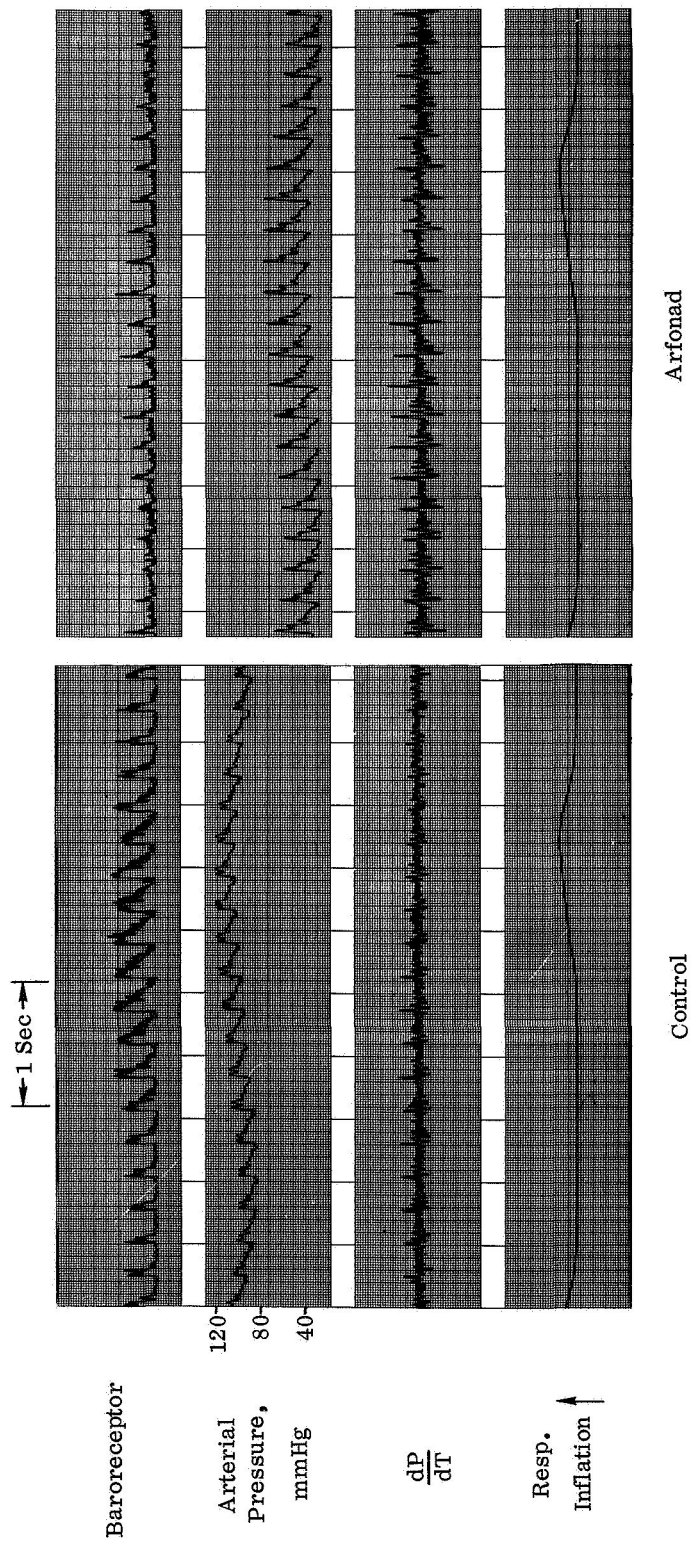 1 Sec
Baroreceptor
Arterial
Pressure,
mmHg
120
80
40
dP
dT
Resp.
Inflation
Control
Arfonad